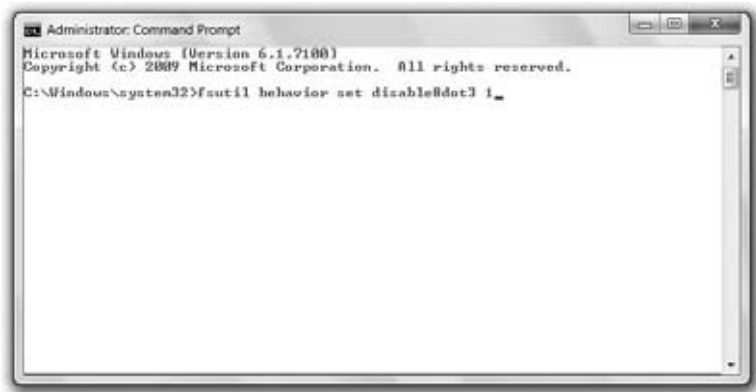 Administrator: Command Prompt
Microsoft Windows [Version 6.1.7100]
Copyright (c) 2009 Microsoft Corporation. All rights reserved.
C:\Windows\system32>fsutil behavior set disable8dot3 1_